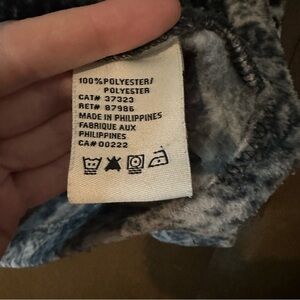 100%POLYESTER/
POLYESTER
CAT# 37323
RET# 87986
MADE IN PHILIPPINES
FABRIQUE AUX
PHILIPPINES
CA# 00222